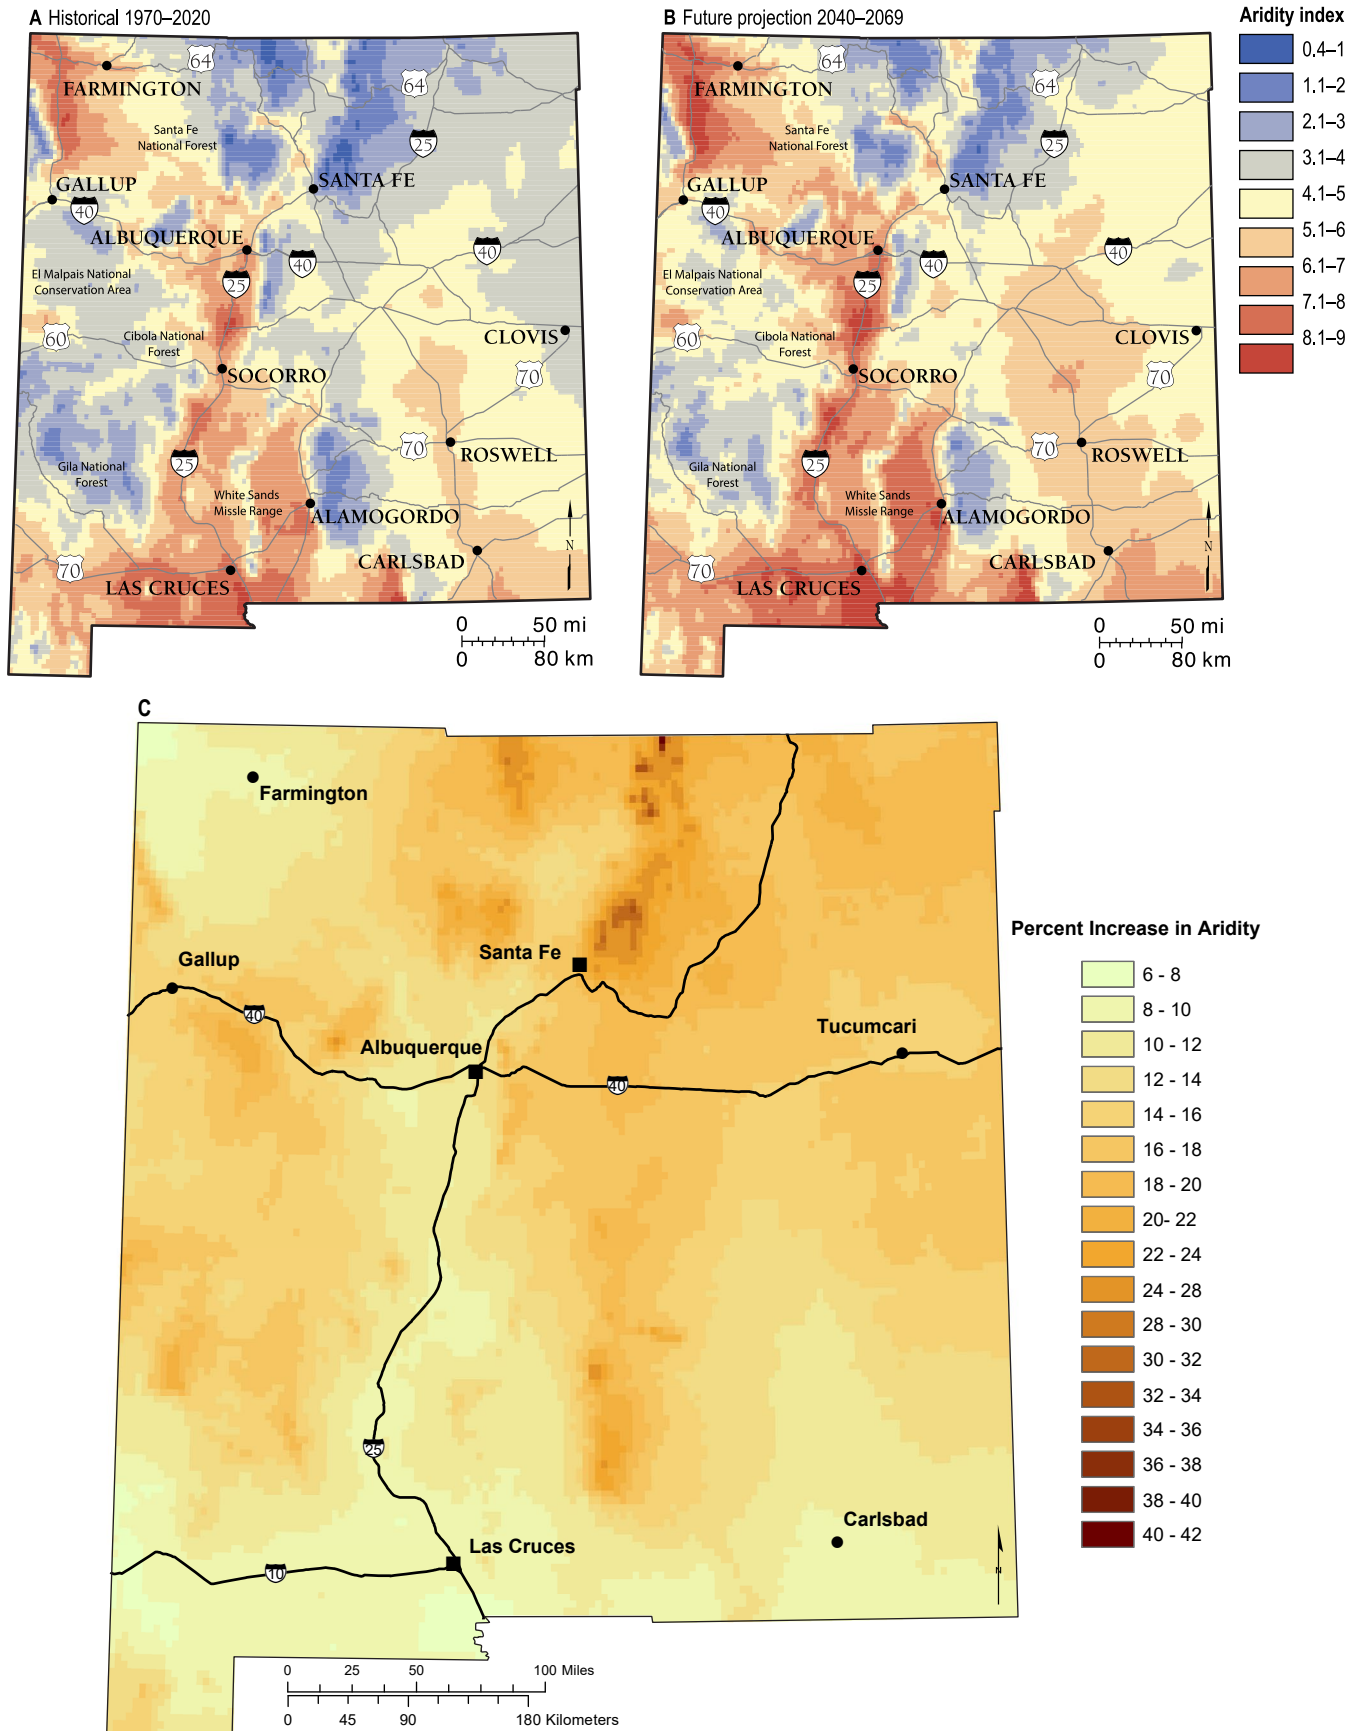 A Historical 1970–2020
64
64
FARMINGTON
Santa Fe
National Forest
25
GALLUP
SANTA FE
40
ALBUQUERQUE
40
40
El Malpais National
Conservation Area
25
60
Cibola National
Forest
CLOVIS
SOCORRO
70
70
ROSWELL
Gila National
Forest
25
White Sands
Missle Range
ALAMOGORDO
N
CARLSBAD
70
LAS CRUCES
0 50 mi
0 80 km
B Future projection 2040–2069
64
64
FARMINGTON
Santa Fe
National Forest
25
GALLUP
SANTA FE
40
ALBUQUERQUE
40
40
El Malpais National
Conservation Area
25
60
Cibola National
Forest
CLOVIS
SOCORRO
70
70
ROSWELL
Gila National
Forest
25
White Sands
Missle Range
ALAMOGORDO
N
CARLSBAD
70
LAS CRUCES
0 50 mi
0 80 km
Aridity index
0.4–1
1.1–2
2.1–3
3.1–4
4.1–5
5.1–6
6.1–7
7.1–8
8.1–9
C
Farmington
Gallup
Santa Fe
40
Tucumcari
Albuquerque
40
25
Carlsbad
Las Cruces
10
N
0 25 50 100 Miles
0 45 90 180 Kilometers
Percent Increase in Aridity
6 - 8
8 - 10
10 - 12
12 - 14
14 - 16
16 - 18
18 - 20
20- 22
22 - 24
24 - 28
28 - 30
30 - 32
32 - 34
34 - 36
36 - 38
38 - 40
40 - 42